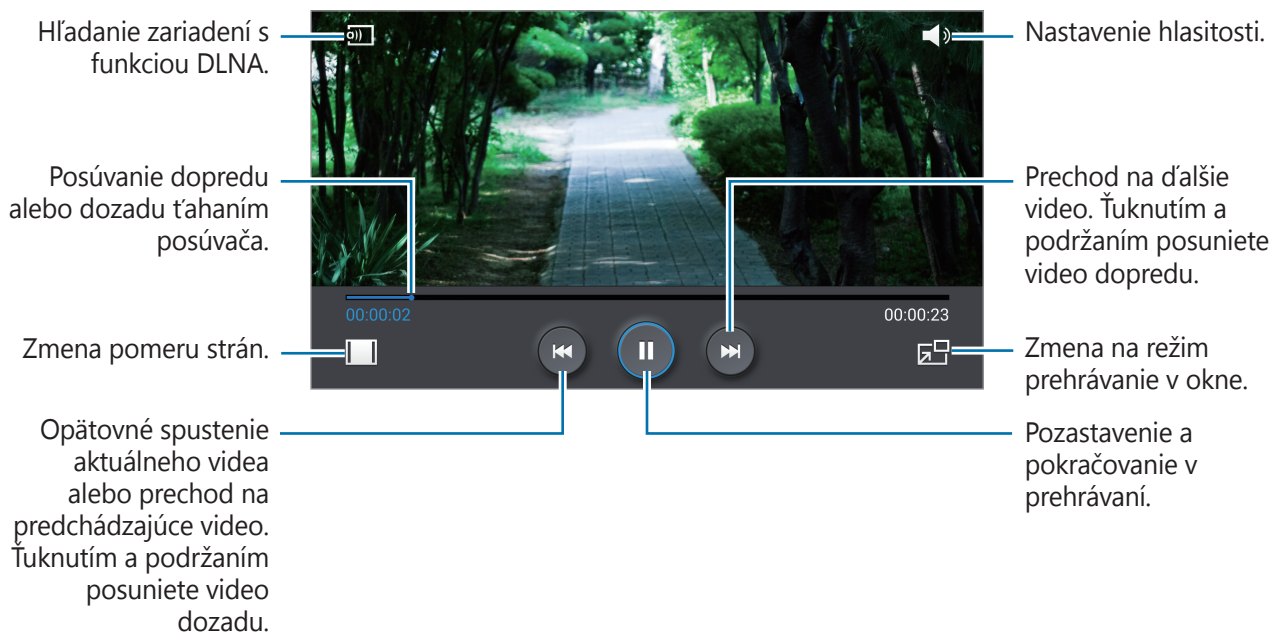 Hľadanie zariadení s
funkciou DLNA.
Nastavenie hlasitosti.
Posúvanie dopredu
alebo dozadu ťahaním
posúvača.
Prechod na ďalšie
video. Ťuknutím a
podržaním posuniete
video dopredu.
00:00:02
00:00:23
Zmena pomeru strán.
Zmena na režim
prehrávanie v okne.
Opätovné spustenie
aktuálneho videa
alebo prechod na
predchádzajúce video.
Ťuknutím a podržaním
posuniete video
dozadu.
Pozastavenie a
pokračovanie v
prehrávaní.